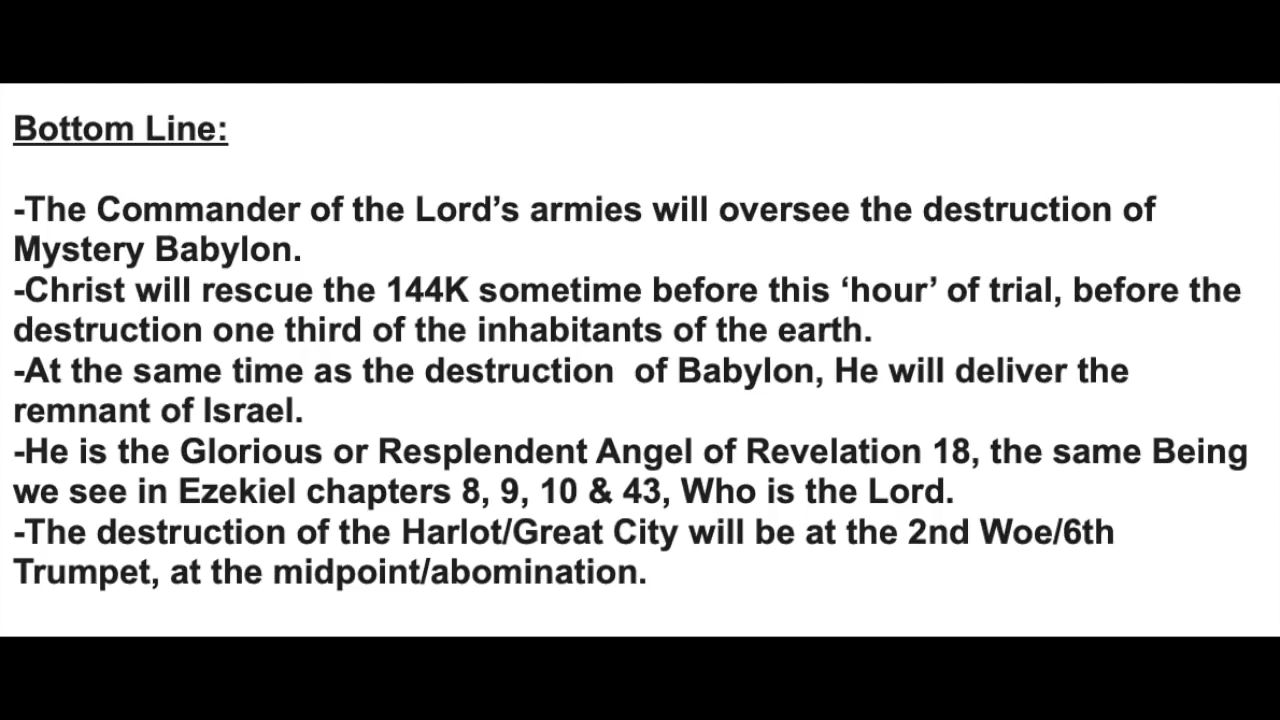 Bottom Line:
-The Commander of the Lord’s armies will oversee the destruction of
Mystery Babylon.
-Christ will rescue the 144K sometime before this ‘hour’ of trial, before the
destruction one third of the inhabitants of the earth.
-At the same time as the destruction  of Babylon, He will deliver the
remnant of Israel.
-He is the Glorious or Resplendent Angel of Revelation 18, the same Being
we see in Ezekiel chapters 8, 9, 10 & 43, Who is the Lord.
-The destruction of the Harlot/Great City will be at the 2nd Woe/6th
Trumpet, at the midpoint/abomination.